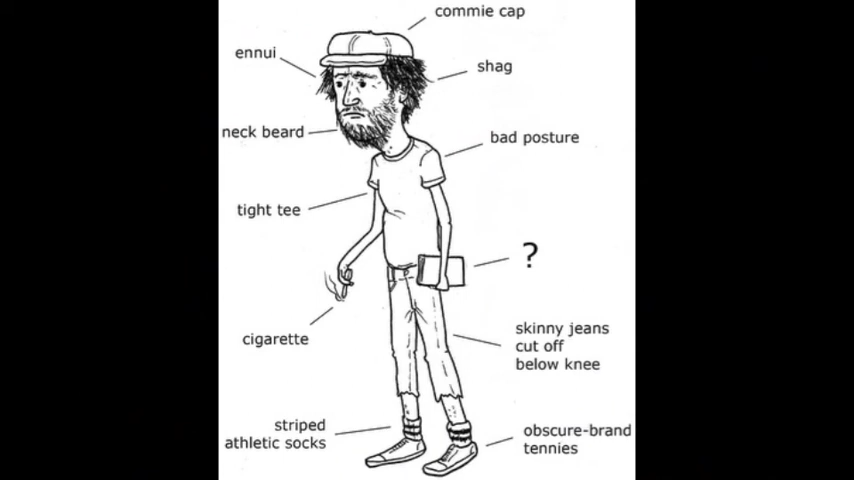 commie cap
ennui
shag
neck beard
bad posture
tight tee
?
cigarette
skinny jeans
cut off
below knee
striped
athletic socks
obscure-brand
tennies